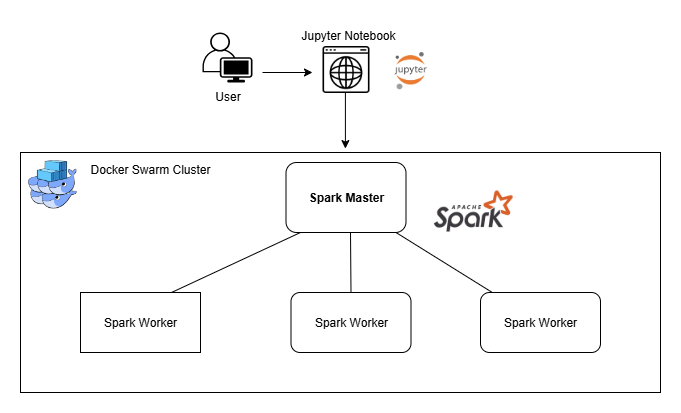 Jupyter Notebook
jupyter
User
Docker Swarm Cluster
Spark Master
APACHE
Spark
Spark Worker
Spark Worker
Spark Worker